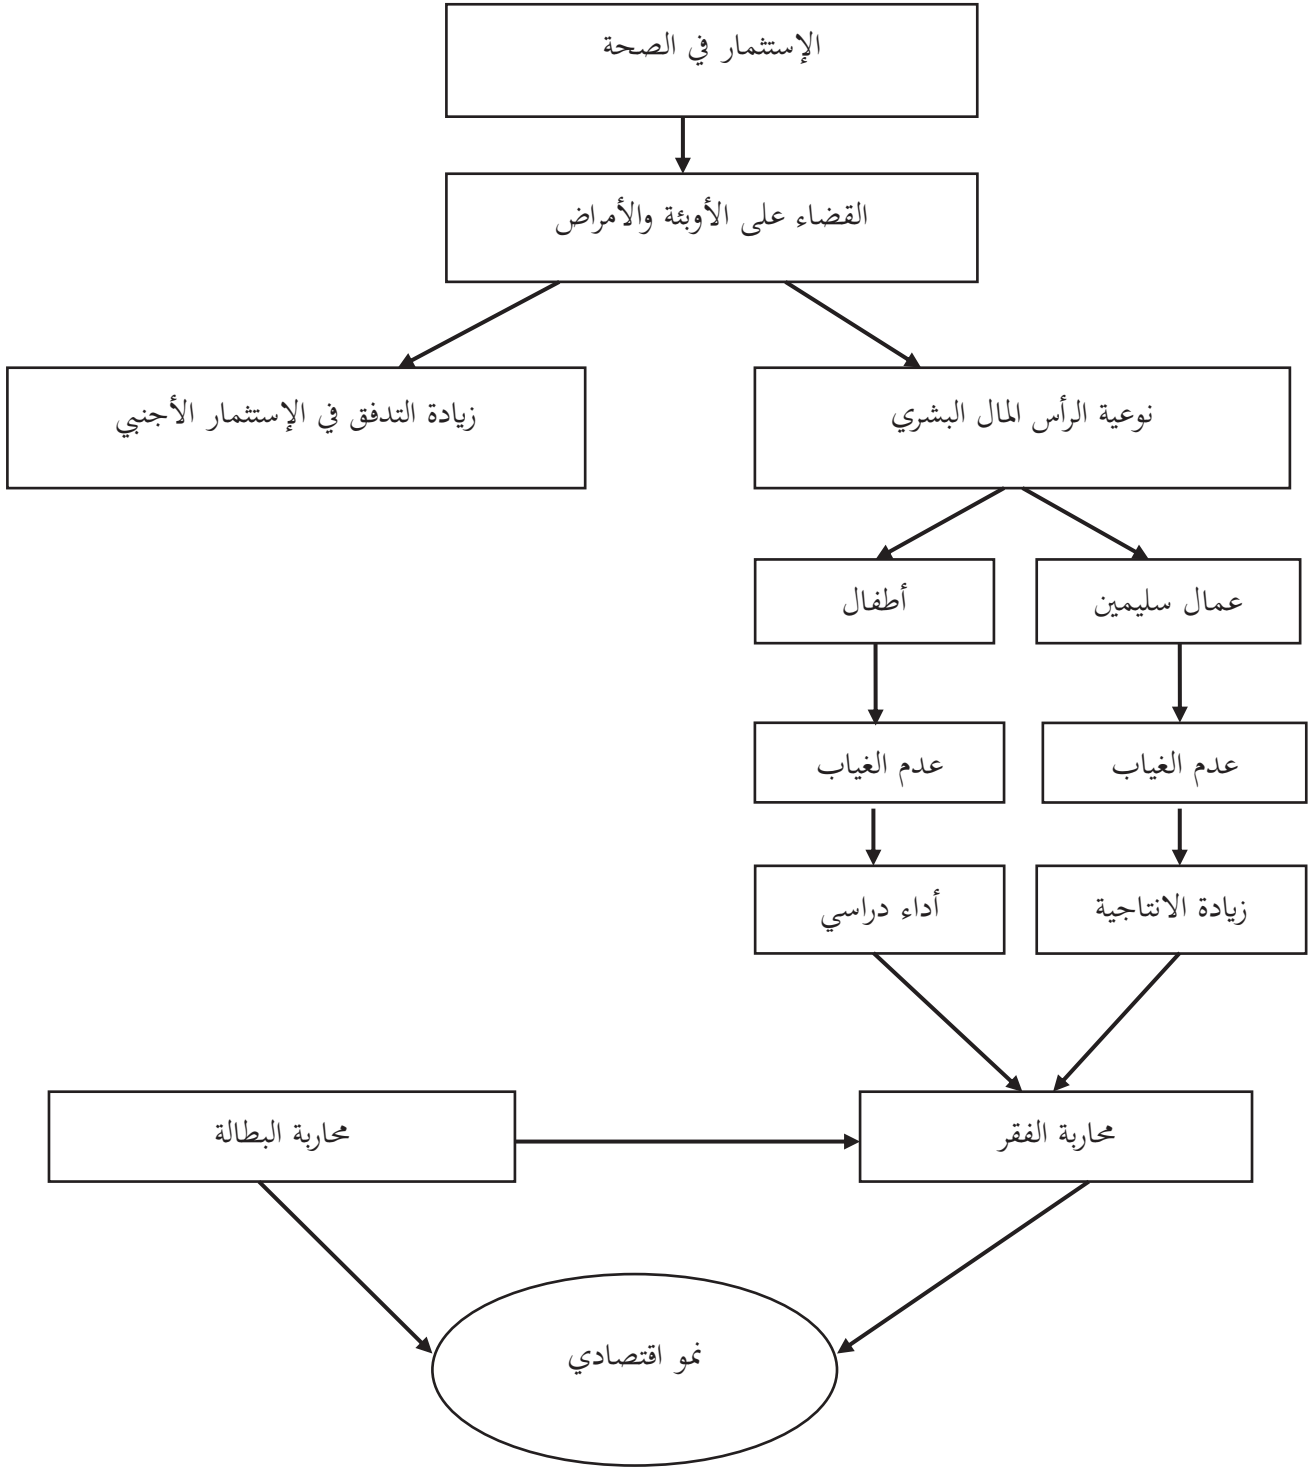 الإستثمار في الصحة
القضاء على الأوبئة والأمراض
نوعية الرأس المال البشري
زيادة التدفق في الإستثمار الأجنبي
عمال سليمين
أطفال
عدم الغياب
عدم الغياب
زيادة الانتاجية
أداء دراسي
محاربة الفقر
محاربة البطالة
نمو اقتصادي